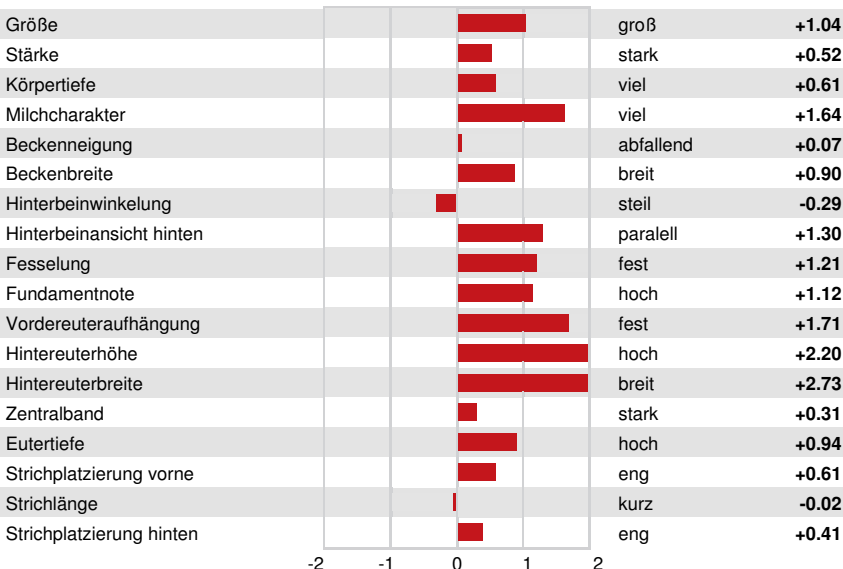 Größe groß +1.04
Stärke stark +0.52
Körpertiefe viel +0.61
Milchcharakter viel +1.64
Beckenneigung abfallend +0.07
Beckenbreite breit +0.90
Hinterbeinwinkelung steil -0.29
Hinterbeinansicht hinten paralell +1.30
Fesselung fest +1.21
Fundamentnote hoch +1.12
Vordereuteraufhängung fest +1.71
Hintereuterhöhe hoch +2.20
Hintereuterbreite breit +2.73
Zentralband stark +0.31
Eutertiefe hoch +0.94
Strichplatzierung vorne eng +0.61
Strichlänge kurz -0.02
Strichplatzierung hinten eng +0.41
-2 -1 0 1 2